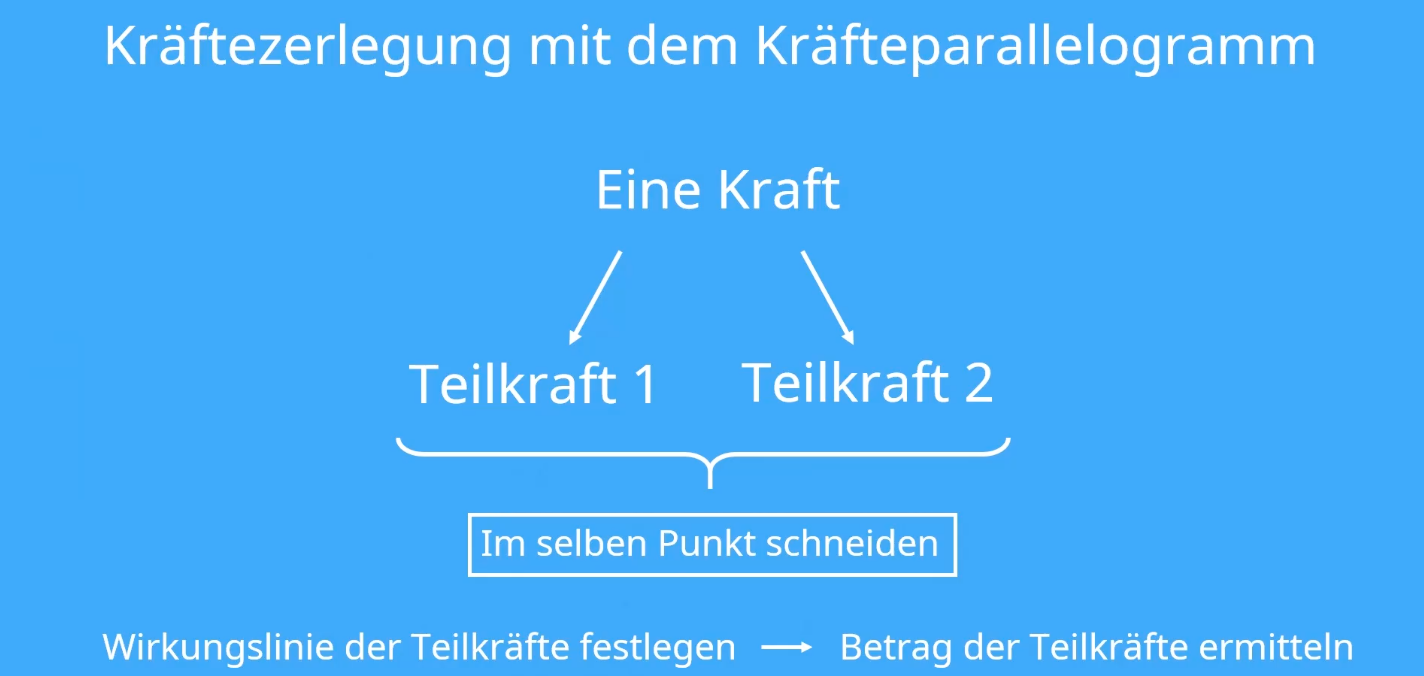 Kräftezerlegung mit dem Kräfteparallelogramm
Eine Kraft
Teilkraft 1 Teilkraft 2
Im selben Punkt schneiden
Wirkungslinie der Teilkräfte festlegen → Betrag der Teilkräfte ermitteln